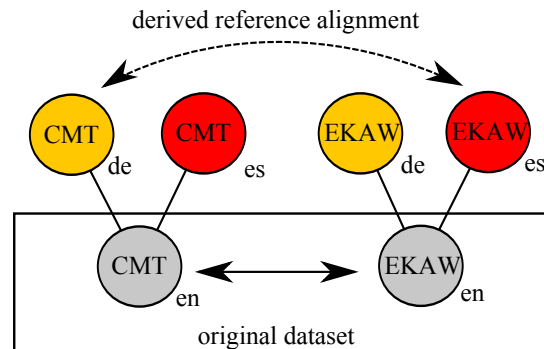 derived reference alignment
CMT CMT EKAW EKAW
de es de es
CMT EKAW
en en
original dataset